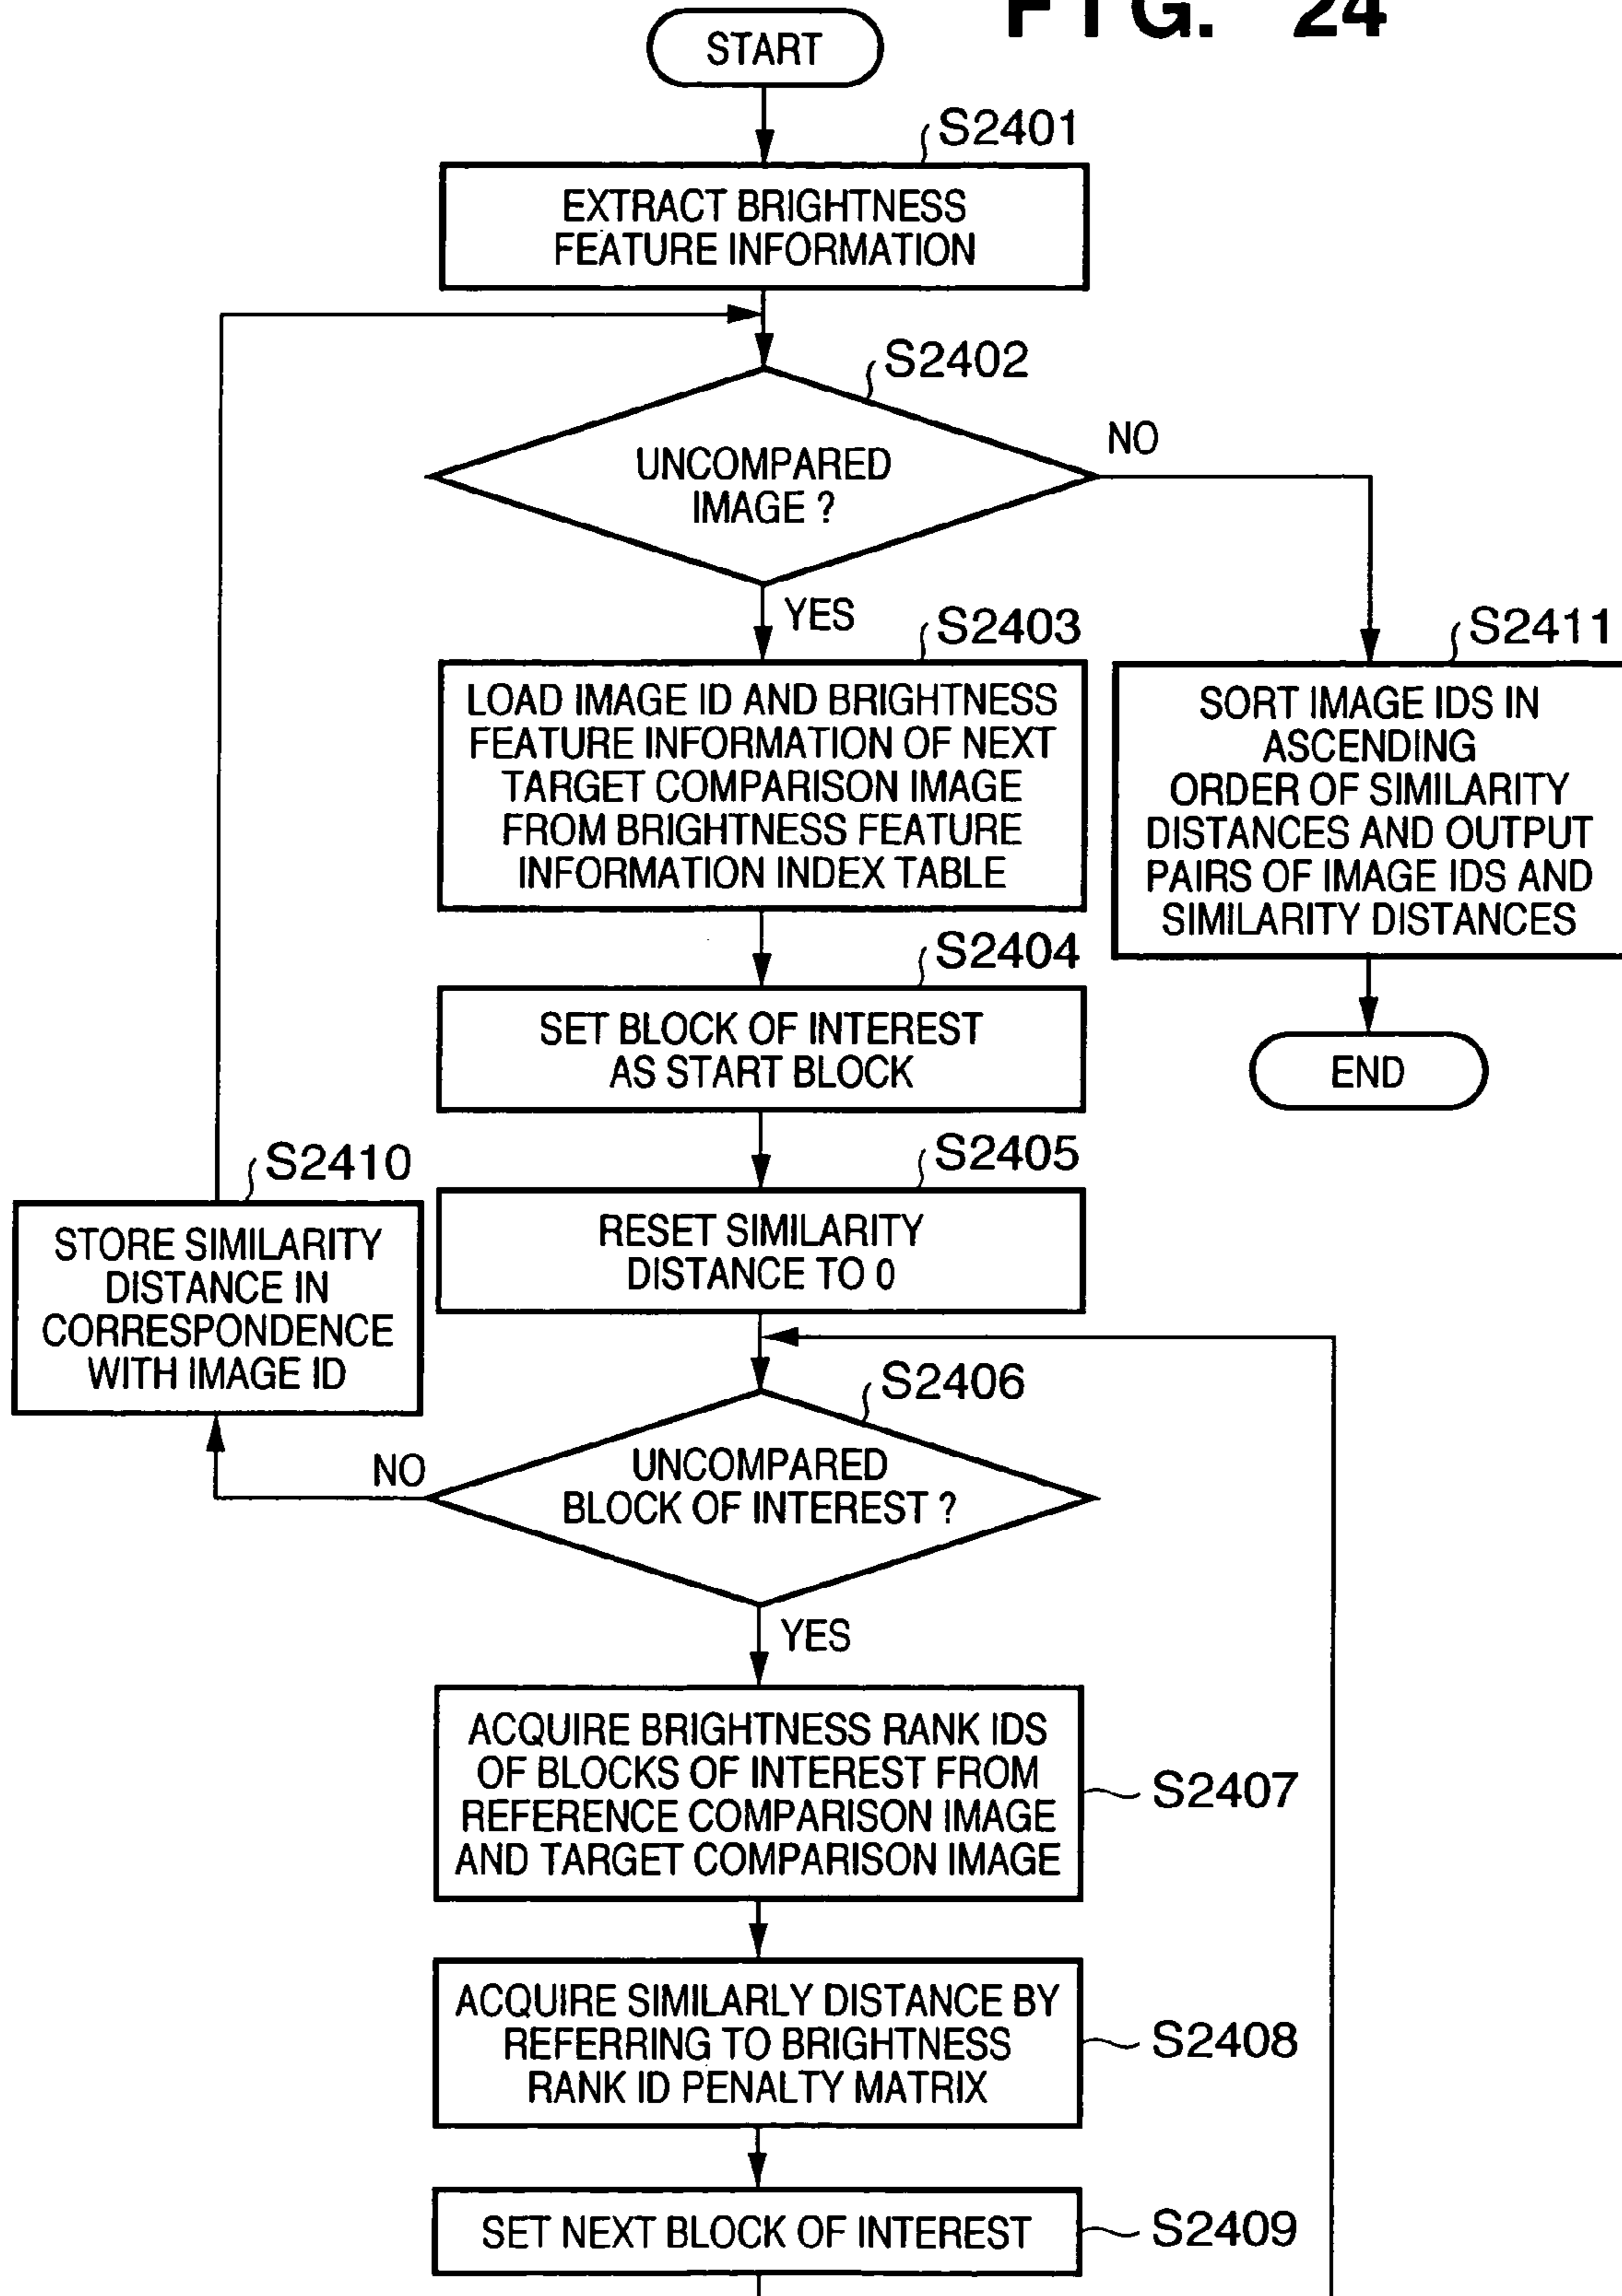 FIG. 24
START
S2401
EXTRACT BRIGHTNESS
FEATURE INFORMATION
S2402
UNCOMPARED
IMAGE ?
NO
YES
S2403
LOAD IMAGE ID AND BRIGHTNESS
FEATURE INFORMATION OF NEXT
TARGET COMPARISON IMAGE
FROM BRIGHTNESS FEATURE
INFORMATION INDEX TABLE
S2411
SORT IMAGE IDS IN
ASCENDING
ORDER OF SIMILARITY
DISTANCES AND OUTPUT
PAIRS OF IMAGE IDS AND
SIMILARITY DISTANCES
END
S2404
SET BLOCK OF INTEREST
AS START BLOCK
S2405
RESET SIMILARITY
DISTANCE TO 0
S2410
STORE SIMILARITY
DISTANCE IN
CORRESPONDENCE
WITH IMAGE ID
S2406
UNCOMPARED
BLOCK OF INTEREST ?
NO
YES
ACQUIRE BRIGHTNESS RANK IDS
OF BLOCKS OF INTEREST FROM
REFERENCE COMPARISON IMAGE
AND TARGET COMPARISON IMAGE
S2407
ACQUIRE SIMILARLY DISTANCE BY
REFERRING TO BRIGHTNESS
RANK ID PENALTY MATRIX
S2408
SET NEXT BLOCK OF INTEREST
S2409